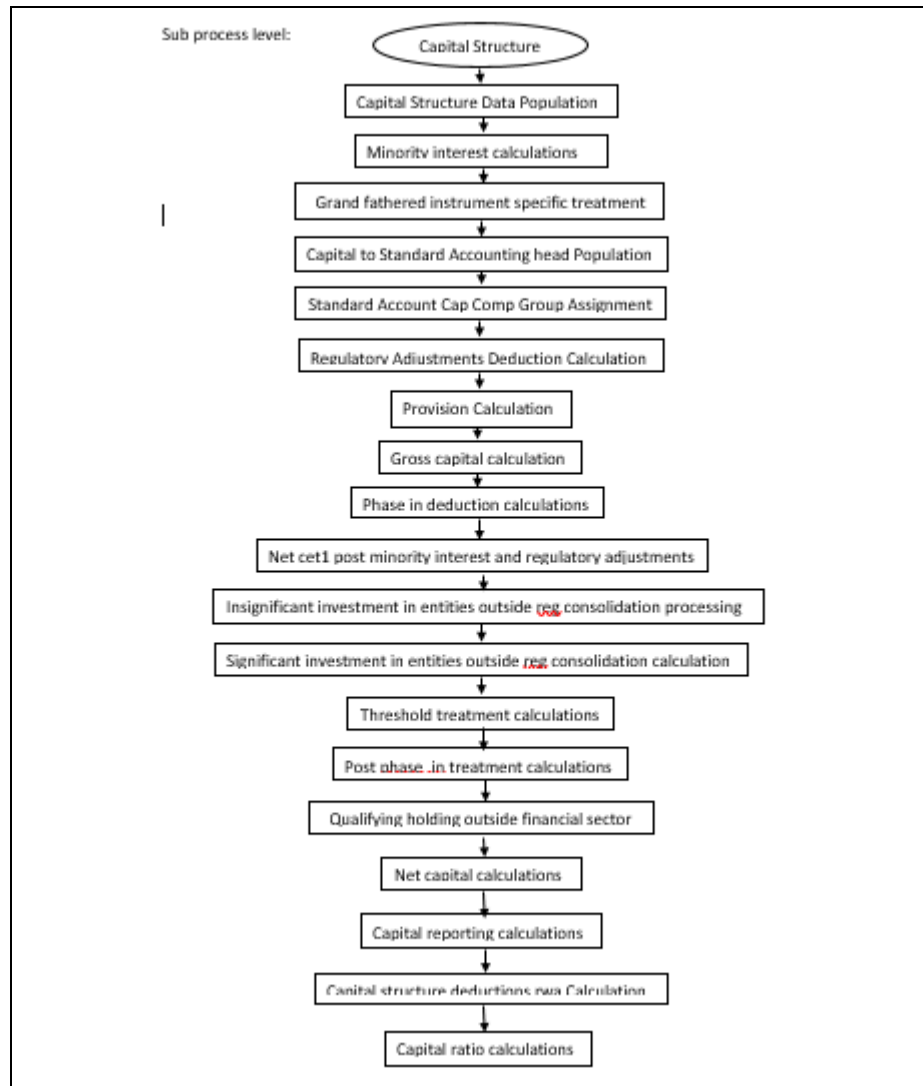 Sub process level:
Capital Structure
Capital Structure Data Population
Minority interest calculations
Grand fathered instrument specific treatment
Capital to Standard Accounting head Population
Standard Account Cap Comp Group Assignment
Regulatory Adjustments Deduction Calculation
Provision Calculation
Gross capital calculation
Phase in deduction calculations
Net cet1 post minority interest and regulatory adjustments
Insignificant investment in entities outside reg consolidation processing
Significant investment in entities outside reg consolidation calculation
Threshold treatment calculations
Post phase in treatment calculations
Qualifying holding outside financial sector
Net capital calculations
Capital reporting calculations
Capital structure deductions rwa Calculation
Capital ratio calculations